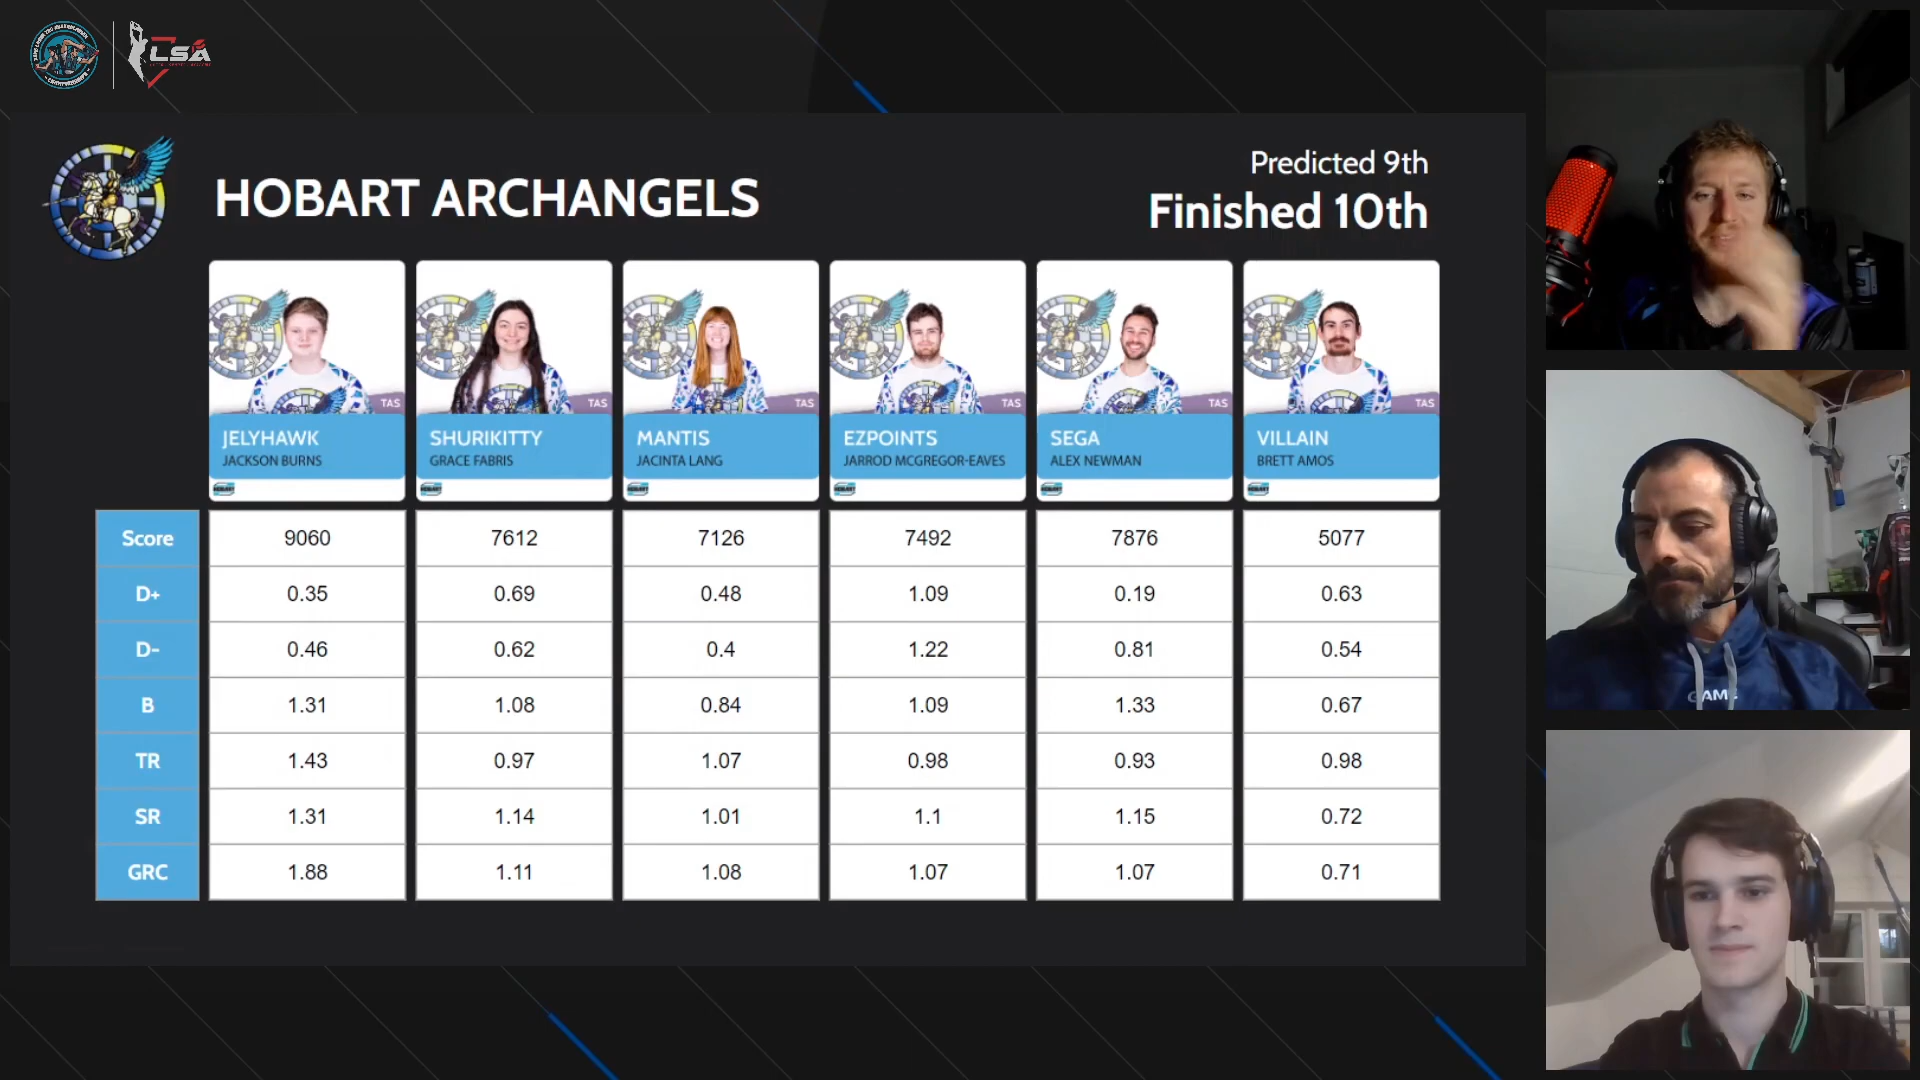 LSA
HOBART ARCHANGELS
Predicted 9th
Finished 10th
TAS TAS TAS TAS TAS TAS
JELYHAWK SHURIKITTY MANTIS EZPOINTS SEGA VILLAIN
JACKSON BURNS GRACE FABRIS JACINTA LANG JARROD MCGREGOR-EAVES ALEX NEWMAN BRETT AMOS
Score 9060 7612 7126 7492 7876 5077
D+ 0.35 0.69 0.48 1.09 0.19 0.63
D- 0.46 0.62 0.4 1.22 0.81 0.54
B 1.31 1.08 0.84 1.09 1.33 0.67
TR 1.43 0.97 1.07 0.98 0.93 0.98
SR 1.31 1.14 1.01 1.1 1.15 0.72
GRC 1.88 1.11 1.08 1.07 1.07 0.71